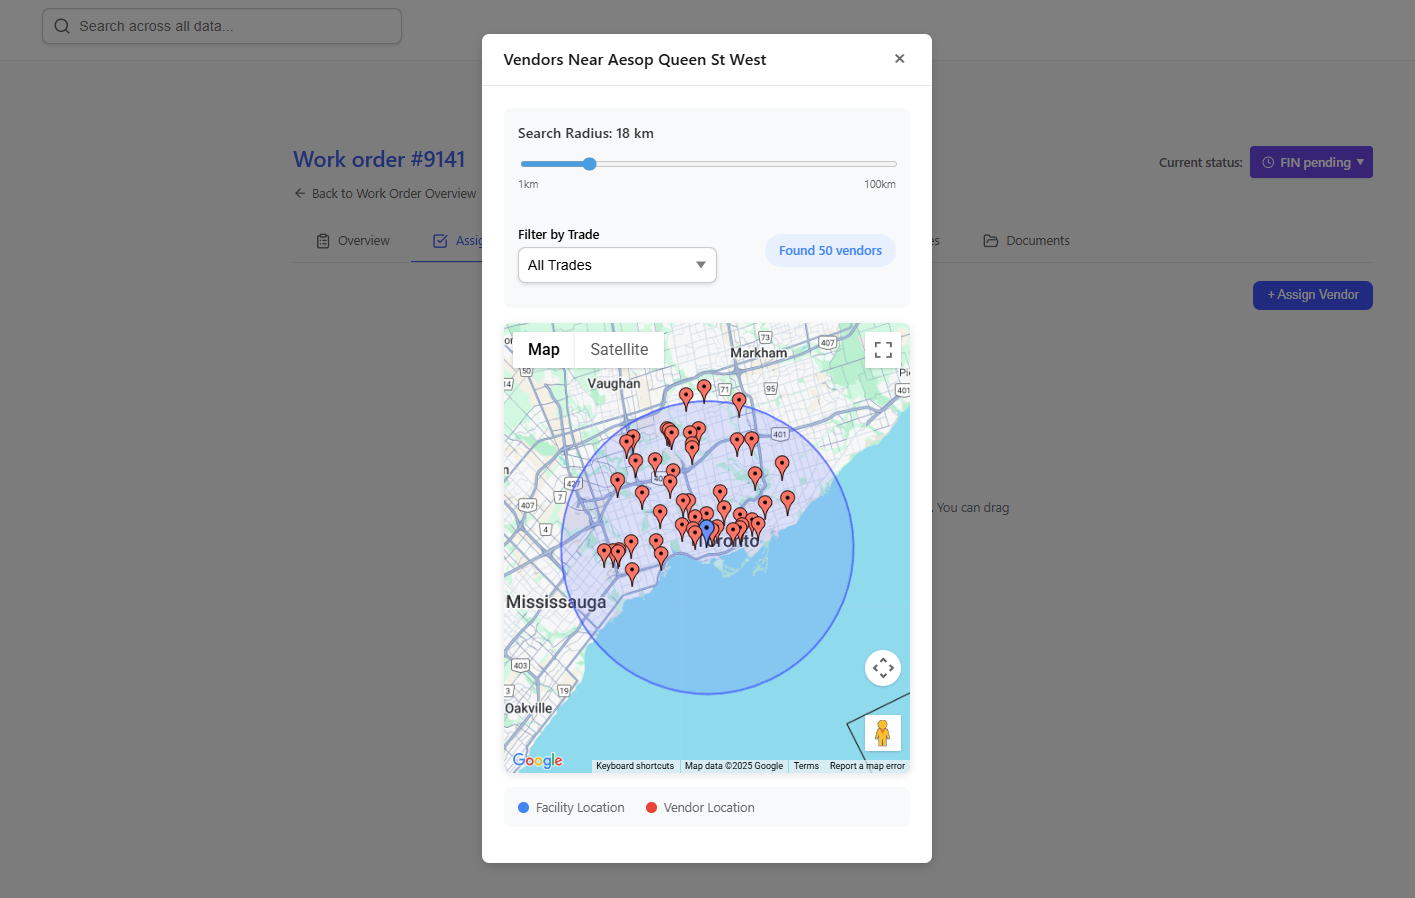 Search across all data...
Vendors Near Aesop Queen St West
×
Search Radius: 18 km
1km
100km
Work order #9141
Current status:
FIN pending
Back to Work Order Overview
Filter by Trade
All Trades
Found 50 vendors
Overview
es
Documents
+ Assign Vendor
Map
Satellite
Markham
Vaughan
73
407
50
71
95
401
401
427
407
7
4
Toronto
. You can drag
Mississauga
403
19
Oakville
Google
Keyboard shortcuts
Map data ©2025 Google
Terms
Report a map error
Facility Location
Vendor Location